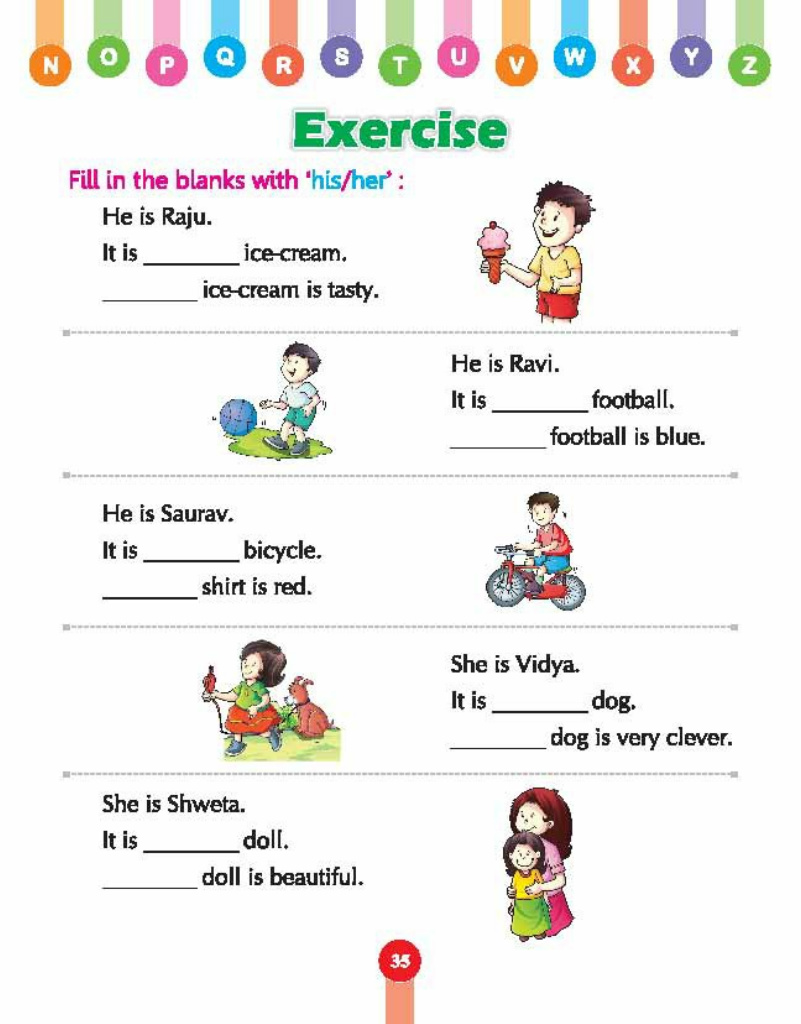 N O P Q R S T U V W X Y Z
Exercise
Fill in the blanks with 'his/her' :
He is Raju.
It is ________ ice-cream.
________ ice-cream is tasty.
He is Ravi.
It is ________ football.
________ football is blue.
He is Saurav.
It is ________ bicycle.
________ shirt is red.
She is Vidya.
It is ________ dog.
________ dog is very clever.
She is Shweta.
It is ________ doll.
________ doll is beautiful.
35